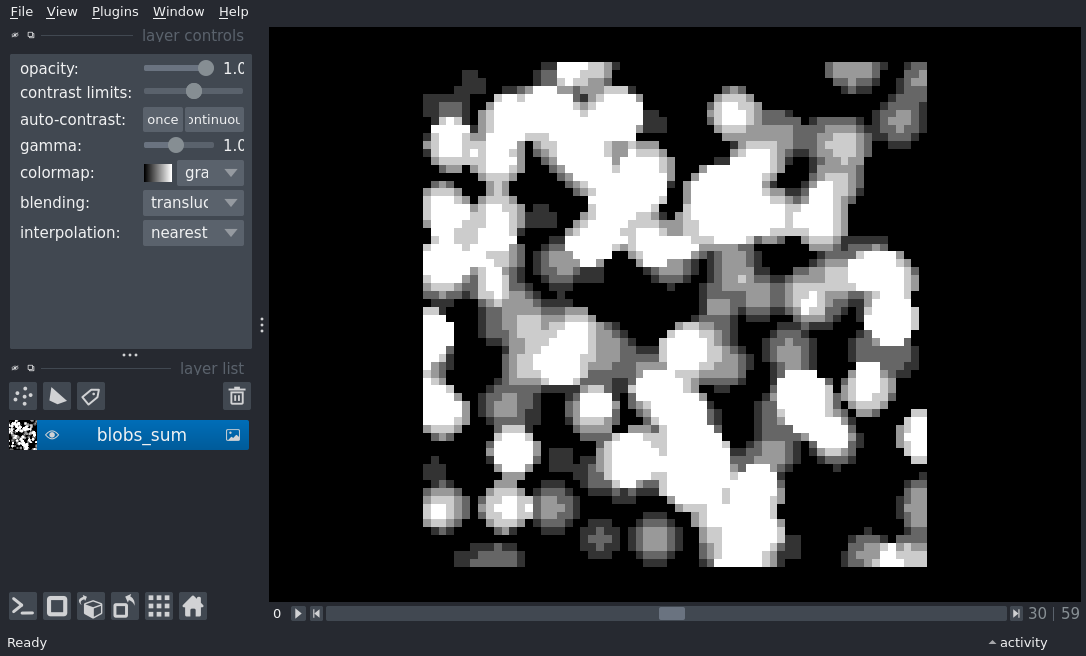 File View Plugins Window Help
layer controls
opacity: 1.0
contrast limits:
auto-contrast: once ontinuou
gamma: 1.0
colormap: gra
blending: transluc
interpolation: nearest
layer list
blobs_sum
0 30 | 59
Ready activity